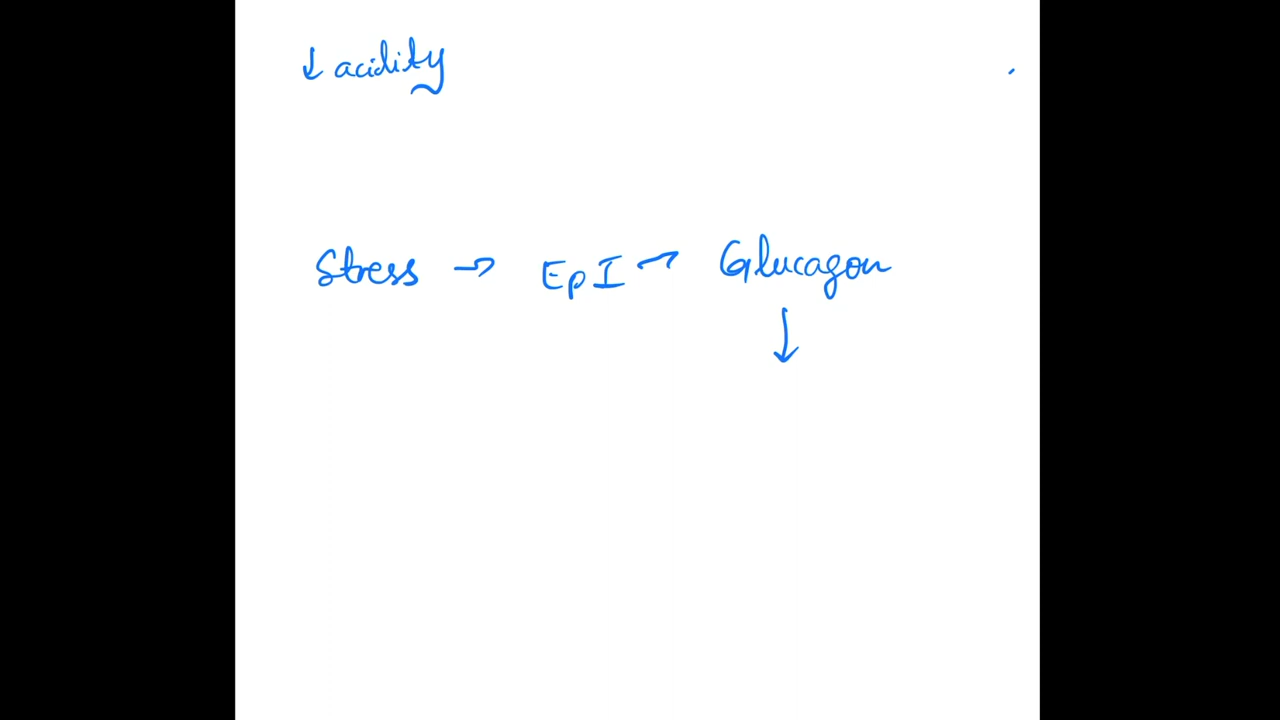 ↓ acidity
Stress → EpI → Glucagon
↓